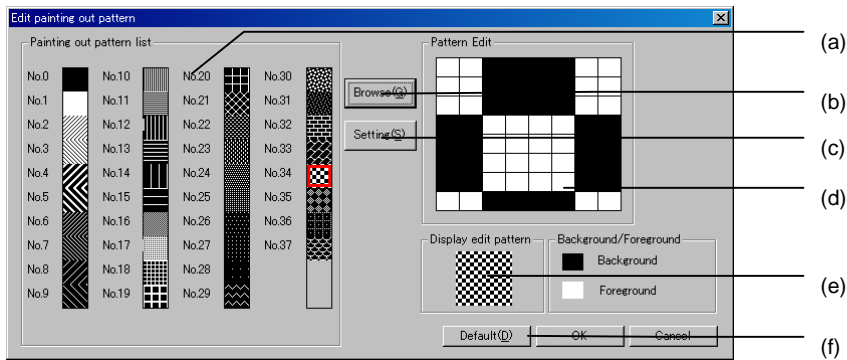 Edit painting out pattern
Painting out pattern list
No.0 No.10 No.20 No.30
No.1 No.11 No.21 No.31
No.2 No.12 No.22 No.32
No.3 No.13 No.23 No.33
No.4 No.14 No.24 No.34
No.5 No.15 No.25 No.35
No.6 No.16 No.26 No.36
No.7 No.17 No.27 No.37
No.8 No.18 No.28
No.9 No.19 No.29
Browse(G)
Setting(S)
Pattern Edit
Display edit pattern
Background/Foreground
Background
Foreground
Default(D) OK Cancel
(a)
(b)
(c)
(d)
(e)
(f)